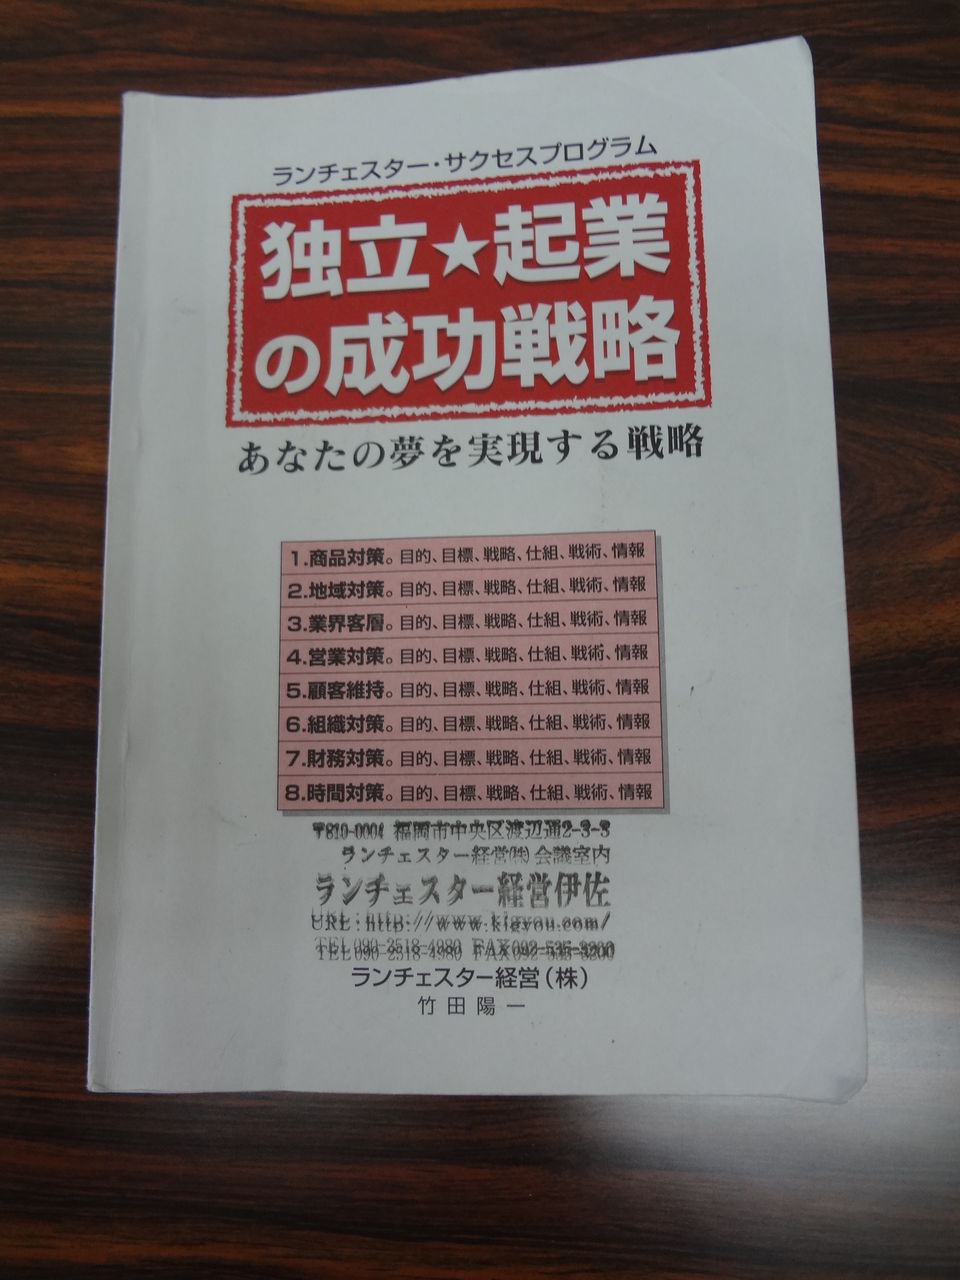 ランチェスター・サクセスプログラム
独立★起業
の成功戦略
あなたの夢を実現する戦略
1.商品対策。目的、目標、戦略、仕組、戦術、情報
2.地域対策。目的、目標、戦略、仕組、戦術、情報
3.業界客層。目的、目標、戦略、仕組、戦術、情報
4.営業対策。目的、目標、戦略、仕組、戦術、情報
5.顧客維持。目的、目標、戦略、仕組、戦術、情報
6.組織対策。目的、目標、戦略、仕組、戦術、情報
7.財務対策。目的、目標、戦略、仕組、戦術、情報
8.時間対策。目的、目標、戦略、仕組、戦術、情報
〒810-0004 福岡市中央区渡辺通2-3-3
ランチェスター経営㈱会議室内
ランチェスター経営伊佐
URL:http://www.kigyou.com/
TEL090-2518-4980 FAX092-535-3200
ランチェスター経営(株)
竹田陽一